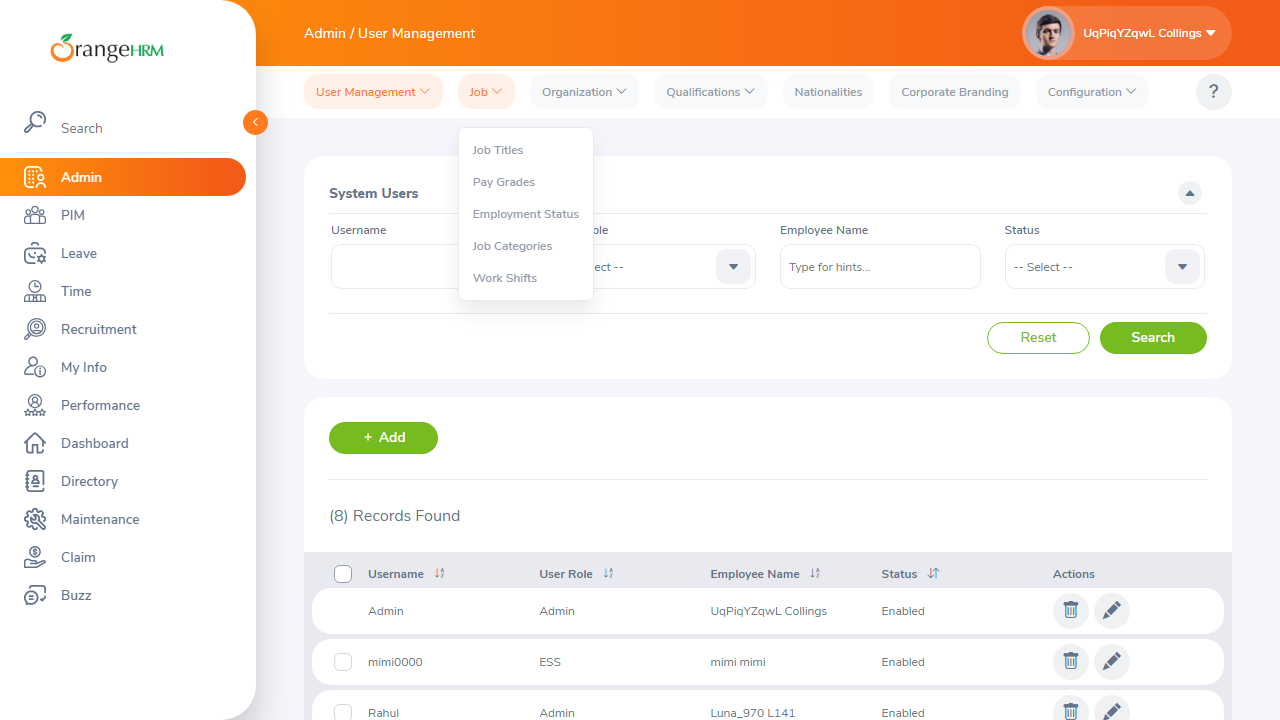 OrangeHRM
Admin / User Management
UqPiqYZqwL Collings
User Management
Job
Organization
Qualifications
Nationalities
Corporate Branding
Configuration
?
Search
Admin
PIM
Leave
Time
Recruitment
My Info
Performance
Dashboard
Directory
Maintenance
Claim
Buzz
Job Titles
Pay Grades
Employment Status
Job Categories
Work Shifts
System Users
Username
ole
Employee Name
Status
ect --
Type for hints...
-- Select --
Reset
Search
+ Add
(8) Records Found
Username User Role Employee Name Status Actions
Admin Admin UqPiqYZqwL Collings Enabled
mimi0000 ESS mimi mimi Enabled
Rahul Admin Luna_970 L141 Enabled